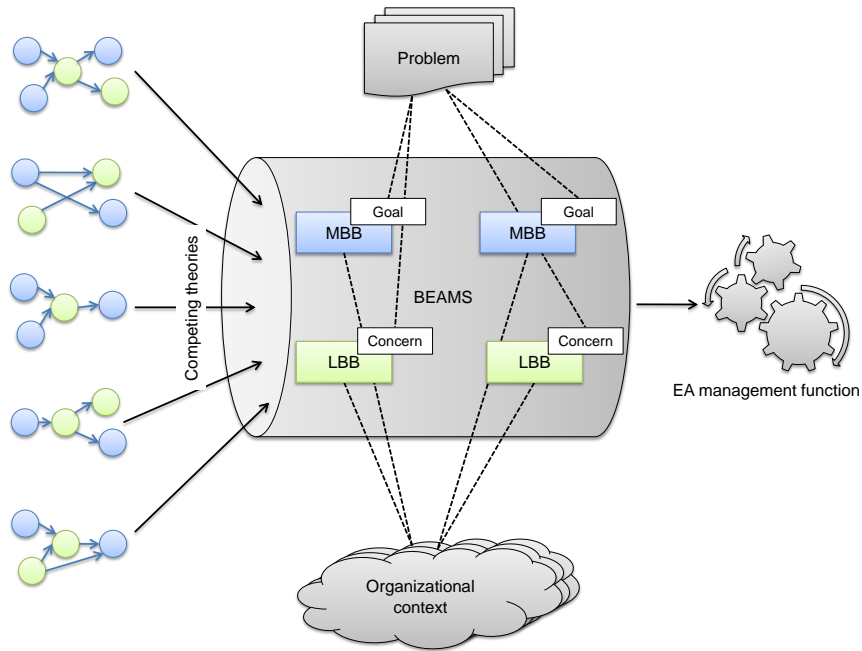 Problem
Goal
MBB
Goal
MBB
Competing theories
BEAMS
Concern
LBB
Concern
LBB
EA management function
Organizational
context